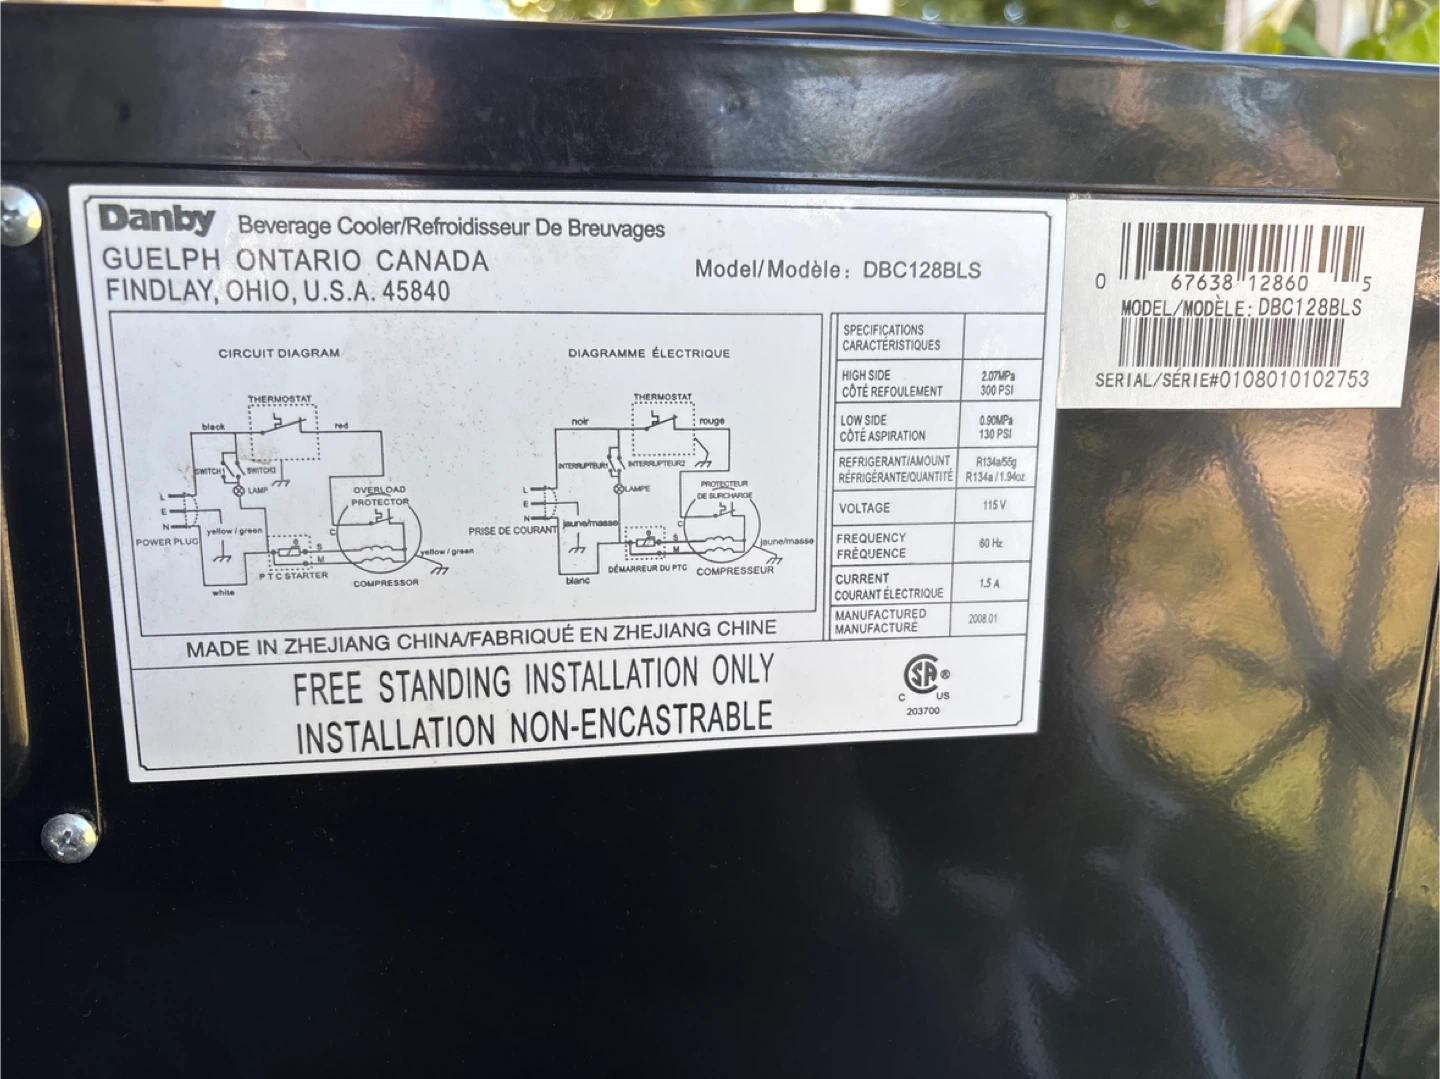 Danby Beverage Cooler/Refroidisseur De Breuvages
GUELPH ONTARIO CANADA
FINDLAY, OHIO, U.S.A. 45840
Model/Modèle: DBC128BLS
CIRCUIT DIAGRAM
THERMOSTAT
black
red
SWITCH1
SWITCH2
LAMP
OVERLOAD
PROTECTOR
L
E
N
POWER PLUG
yellow / green
C
S
M
θ
yellow / green
PTC STARTER
COMPRESSOR
white
DIAGRAMME ÉLECTRIQUE
THERMOSTAT
noir
rouge
INTERRUPTEUR1
INTERRUPTEUR2
LAMPE
PROTECTEUR
DE SURCHARGE
L
E
N
PRISE DE COURANT
jaune/masse
C
S
M
θ
jaune/masse
DÉMARREUR DU PTC
COMPRESSEUR
blanc
SPECIFICATIONS
CARACTÉRISTIQUES
HIGH SIDE 2.07MPa
CÔTÉ REFOULEMENT 300 PSI
LOW SIDE 0.90MPa
CÔTÉ ASPIRATION 130 PSI
REFRIGERANT/AMOUNT R134a/55g
RÉFRIGÉRANTE/QUANTITÉ R134a/1.94oz
VOLTAGE 115 V
FREQUENCY 60 Hz
FRÉQUENCE
CURRENT 1.5 A
COURANT ÉLECTRIQUE
MANUFACTURED 2008.01
MANUFACTURÉ
MADE IN ZHEJIANG CHINA/FABRIQUÉ EN ZHEJIANG CHINE
FREE STANDING INSTALLATION ONLY
INSTALLATION NON-ENCASTRABLE
SA ®
C US
203700
0 67638 12860 5
MODEL/MODÈLE: DBC128BLS
SERIAL/SÉRIE#0108010102753